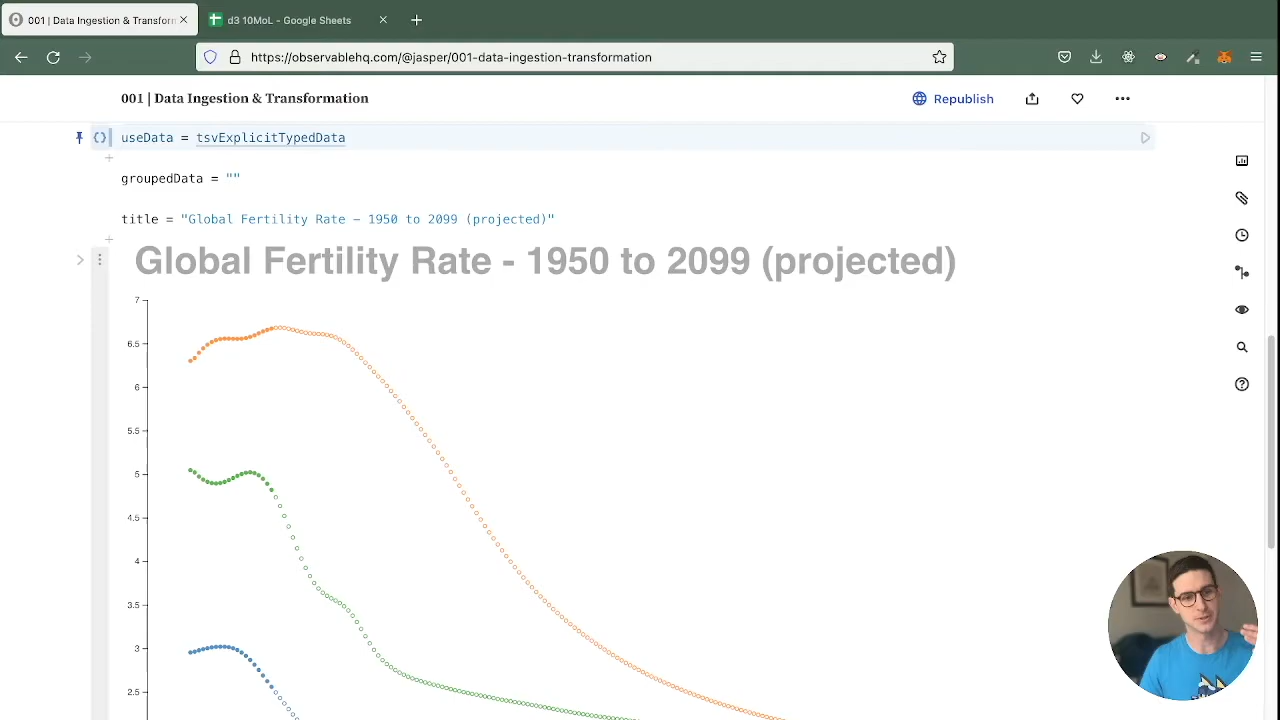 001 | Data Ingestion & Transforn
d3 10MoL - Google Sheets
https://observablehq.com/@jasper/001-data-ingestion-transformation
001 | Data Ingestion & Transformation
Republish
useData = tsvExplicitTypedData
groupedData = ""
title = "Global Fertility Rate – 1950 to 2099 (projected)"
Global Fertility Rate - 1950 to 2099 (projected)
7
6.5
6
5.5
5
4.5
4
3.5
3
2.5